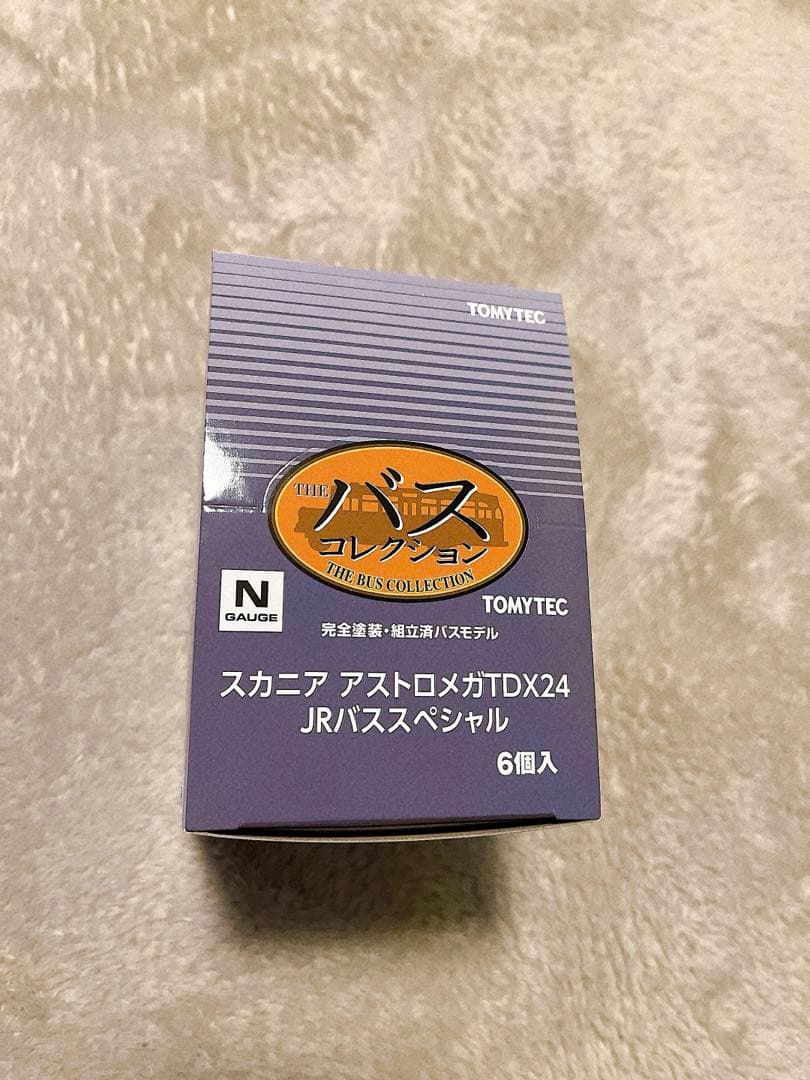 TOMYTEC
THE バス
コレクション
THE BUS COLLECTION
TOMYTEC
N
GAUGE
完全塗装・組立済バスモデル
スカニア アストロメガTDX24
JRバススペシャル
6個入